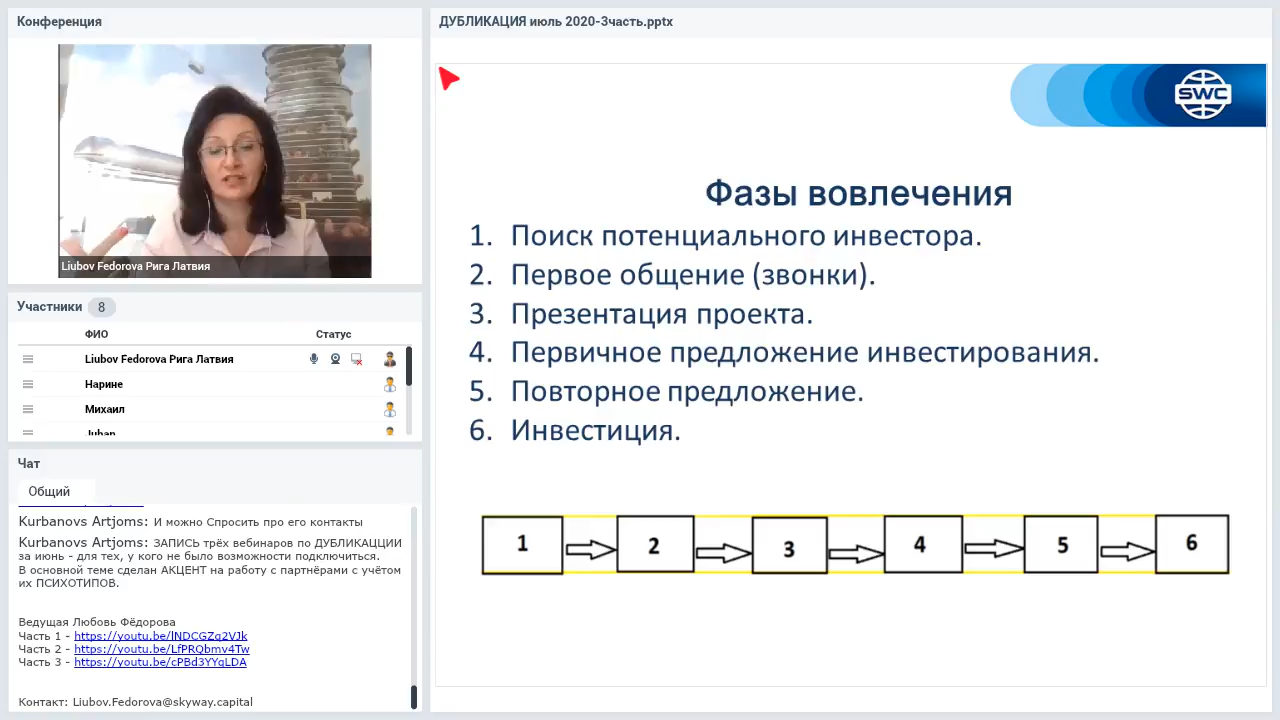 Конференция
Liubov Fedorova Рига Латвия
Участники 8
ФИО Статус
Liubov Fedorova Рига Латвия
Нарине
Михаил
Чат
Общий
Kurbanovs Artjoms: И можно Спросить про его контакты
Kurbanovs Artjoms: ЗАПИСЬ трёх вебинаров по ДУБЛИКАЦЦИИ
за июнь - для тех, у кого не было возможности подключиться.
В основной теме сделан АКЦЕНТ на работу с партнёрами с учётом
их ПСИХОТИПОВ.
Ведущая Любовь Фёдорова
Часть 1 - https://youtu.be/lNDCGZq2VJk
Часть 2 - https://youtu.be/LfPRQbmv4Tw
Часть 3 - https://youtu.be/cPBd3YYqLDA
Контакт: Liubov.Fedorova@skyway.capital
ДУБЛИКАЦИЯ июль 2020-3часть.pptx
SWC
Фазы вовлечения
1. Поиск потенциального инвестора.
2. Первое общение (звонки).
3. Презентация проекта.
4. Первичное предложение инвестирования.
5. Повторное предложение.
6. Инвестиция.
1 2 3 4 5 6